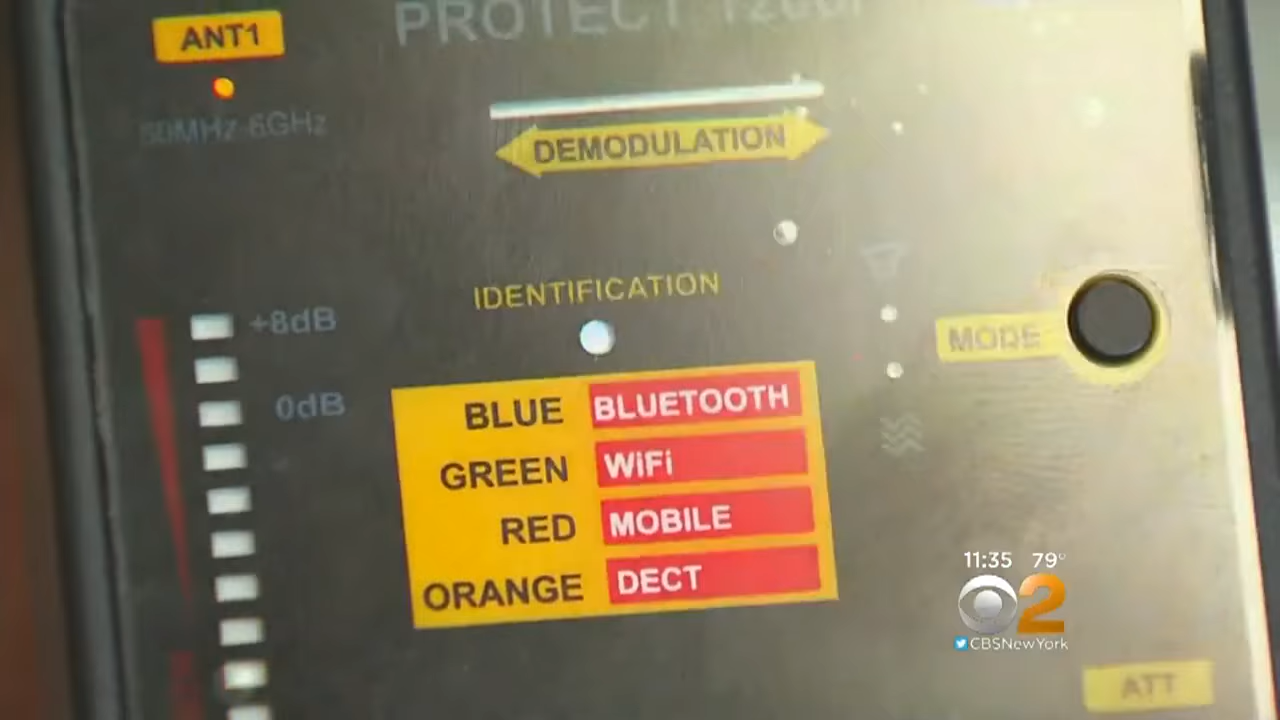 ANT1
PROTECT
50MHz-6GHz
DEMODULATION
IDENTIFICATION
+8dB
0dB
MODE
BLUE BLUETOOTH
GREEN WiFi
RED MOBILE
ORANGE DECT
11:35 79°
2
CBSNewYork
ATT